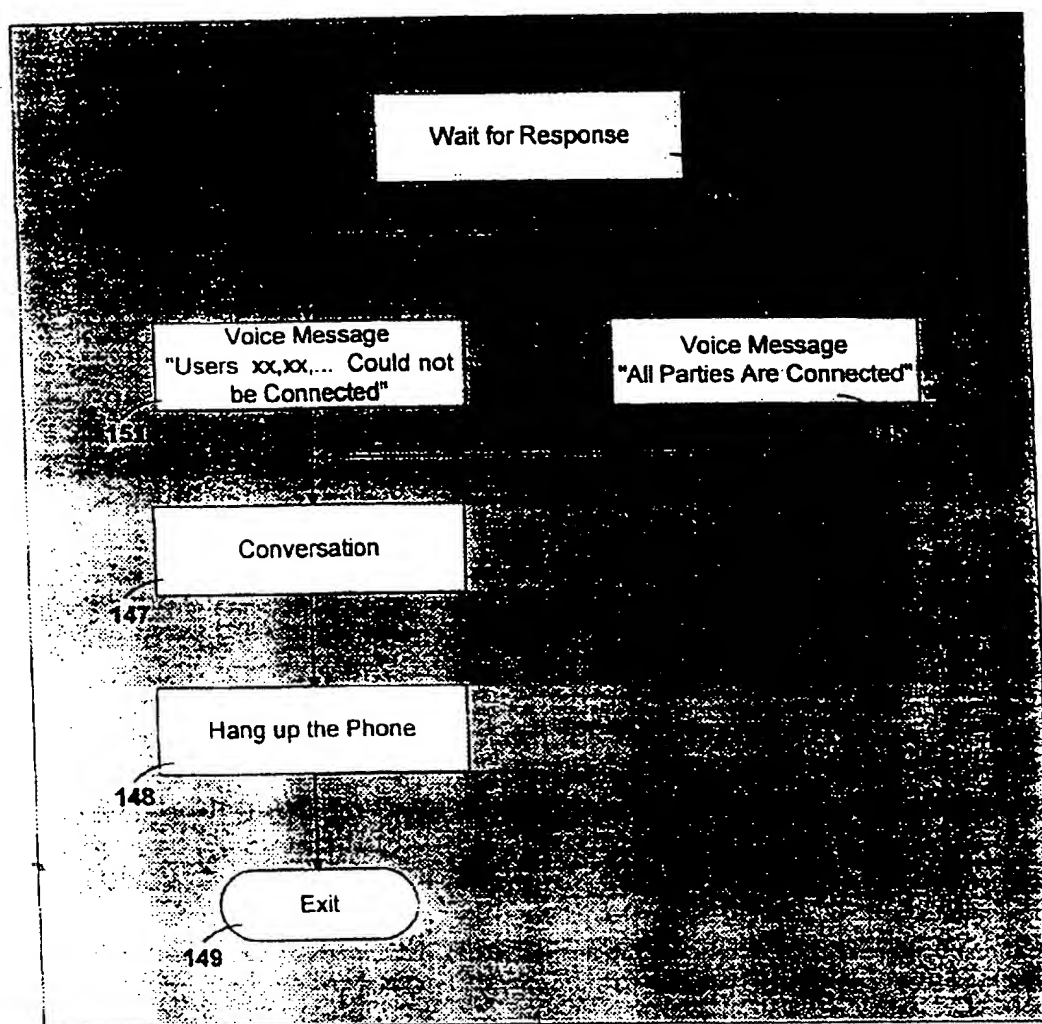 Wait for Response
Voice Message
"Users xx,xx,... Could not
be Connected"
Voice Message
"All Parties Are Connected"
151
Conversation
147
Hang up the Phone
148
Exit
149